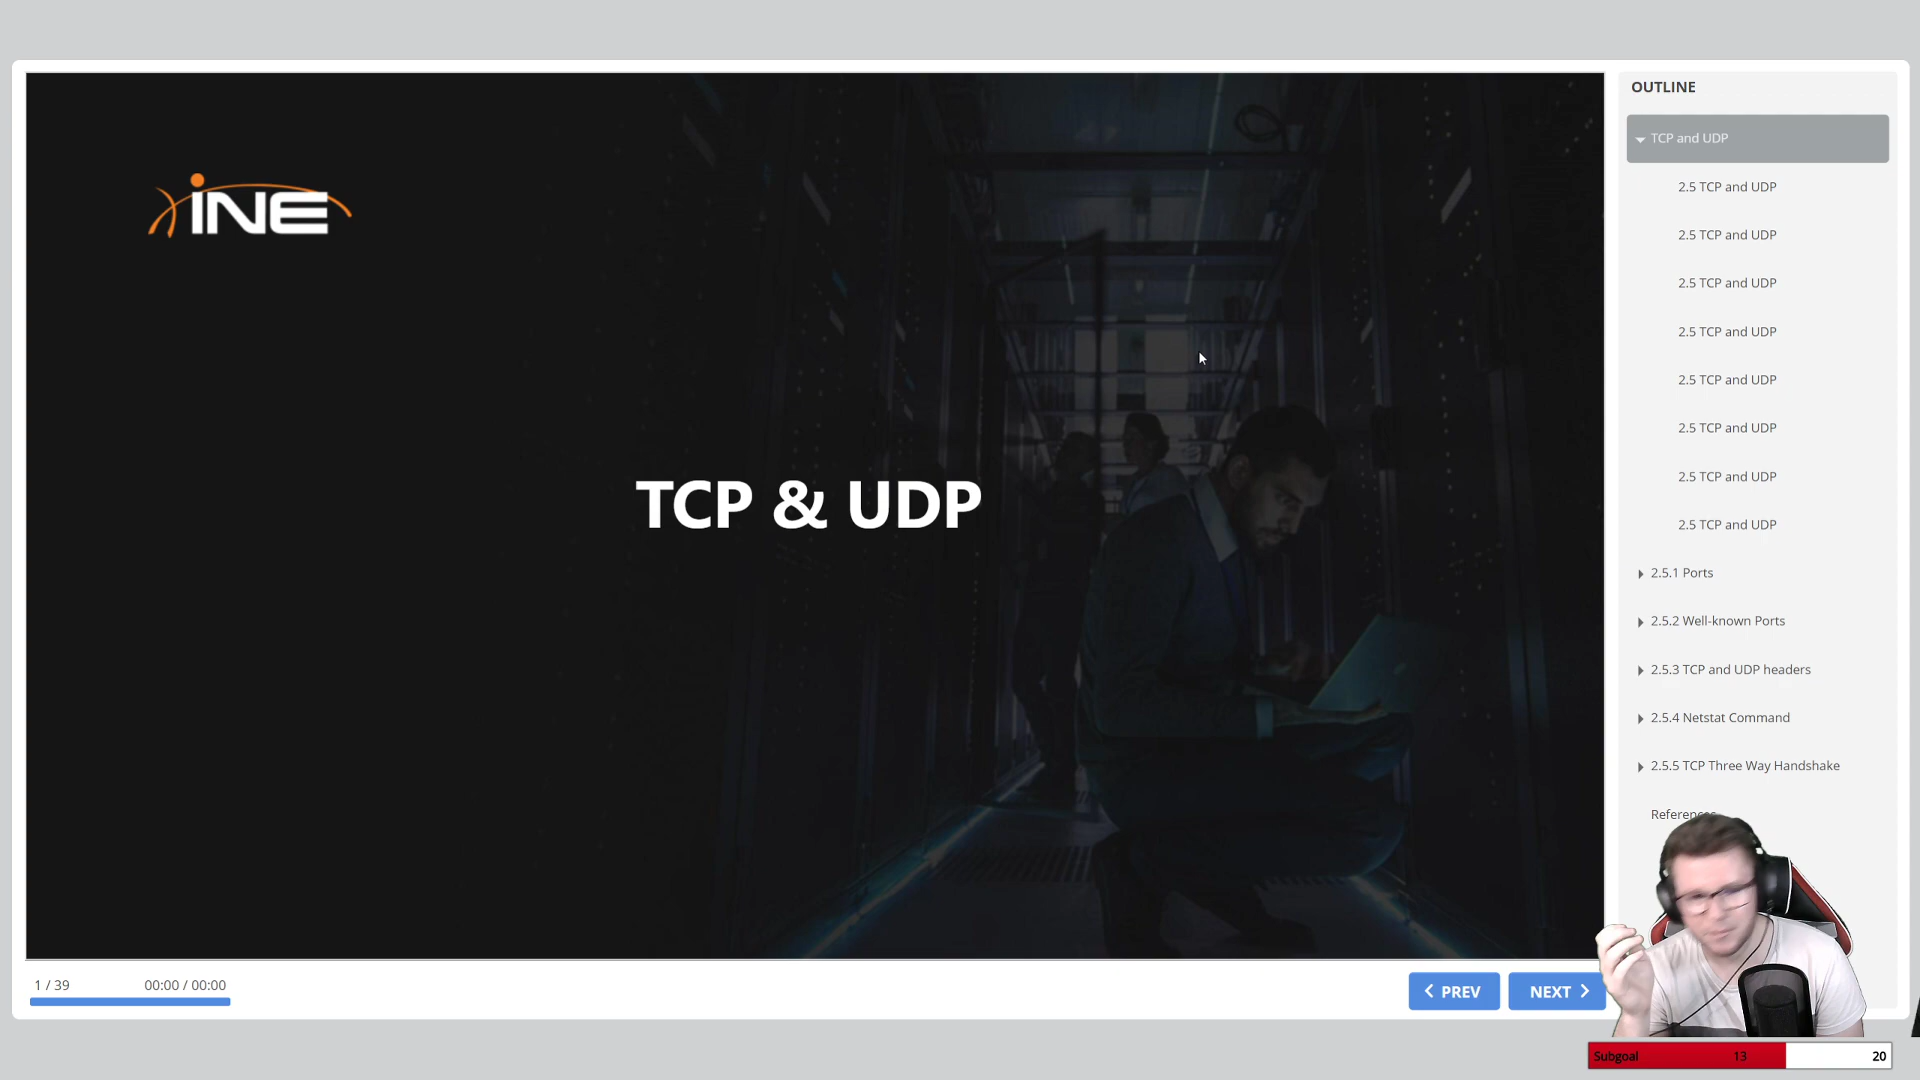 OUTLINE
TCP and UDP
2.5 TCP and UDP
2.5 TCP and UDP
2.5 TCP and UDP
2.5 TCP and UDP
2.5 TCP and UDP
2.5 TCP and UDP
2.5 TCP and UDP
2.5 TCP and UDP
2.5.1 Ports
2.5.2 Well-known Ports
2.5.3 TCP and UDP headers
2.5.4 Netstat Command
2.5.5 TCP Three Way Handshake
References
iNE
TCP & UDP
1 / 39
00:00 / 00:00
PREV
NEXT
Subgoal 13 20